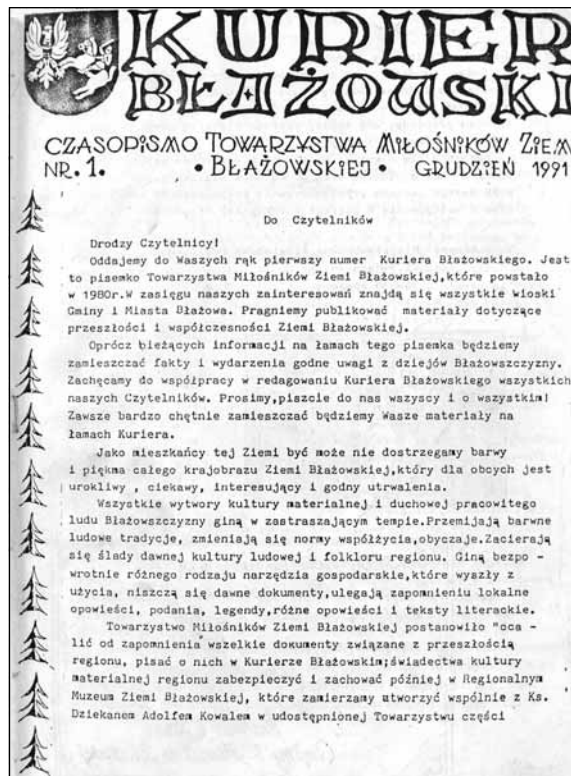 KURIER
BŁAŻOWSKI
CZASOPISMO TOWARZYSTWA MIŁOŚNIKÓW ZIEM
NR. 1. • BŁAŻOWSKIEJ • GRUDZIEŃ 1991
Do Czytelników
Drodzy Czytelnicy!
Oddajemy do Waszych rąk pierwszy numer Kuriera Błażowskiego. Jest
to pisemko Towarzystwa Miłośników Ziemi Błażowskiej,które powstało
w 1980r.W zasięgu naszych zainteresowań znajdą się wszystkie wioski
Gminy i Miasta Błażowa. Pragniemy publikować materiały dotyczące
przeszłości i współczesności Ziemi Błażowskiej.
Oprócz bieżących informacji na łamach tego pisemka będziemy
zamieszczać fakty i wydarzenia godne uwagi z dziejów Błażowszczyzny.
Zachęcamy do współpracy w redagowaniu Kuriera Błażowskiego wszystkich
naszych Czytelników. Prosimy,piszcie do nas wszyscy i o wszystkim!
Zawsze bardzo chętnie zamieszczać będziemy Wasze materiały na
łamach Kuriera.
Jako mieszkańcy tej Ziemi być może nie dostrzegamy barwy
i piękma całego krajobrazu Ziemi Błażowskiej,który dla obcych jest
urokliwy , ciekawy, interesujący i godny utrwalenia.
Wszystkie wytwory kultury materialnej i duchowej pracowitego
ludu Błażowszczyzny giną w zastraszającym tempie.Przemijają barwne
ludowe tradycje, zmieniają się normy współżycia,obyczaje.Zacierają
się ślady dawnej kultury ludowej i folkloru regionu. Giną bezpo -
wrotnie różnego rodzaju narzędzia gospodarskie,które wyszły z
użycia, niszczą się dawne dokumenty,ulegają zapomnieniu lokalne
opowieści, podania, legendy,różne opowieści i teksty literackie.
Towarzystwo Miłośników Ziemi Błażowskiej postanowiło "oca -
lić od zapomnienia wszelkie dokumenty związane z przeszłością
regionu, pisać o nich w Kurierze Błażowskim;świadectwa kultury
materialnej regionu zabezpieczyć i zachować później w Regionalnym
Muzeum Ziemi Błażowskiej, które zamierzamy utworzyć wspólnie z Ks.
Dziekanem Adolfem Kowalem w udostępnionej Towarzystwu części